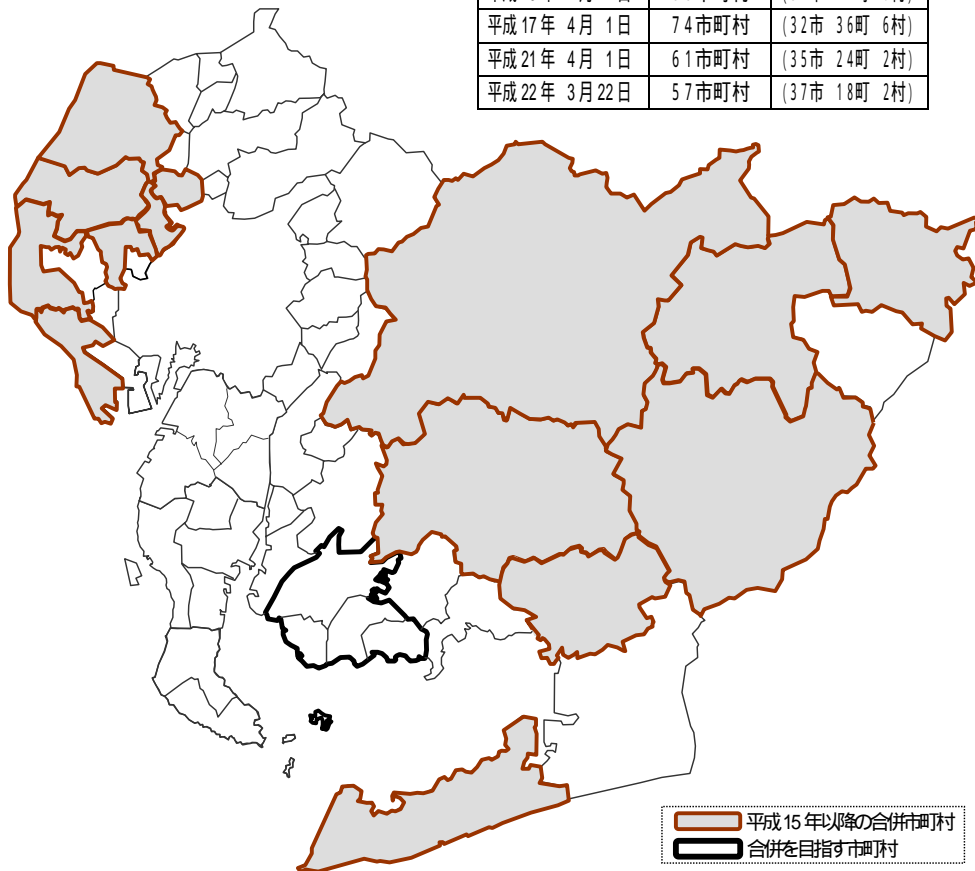 平成17年 4月 1日 74市町村 (32市 36町 6村)
平成21年 4月 1日 61市町村 (35市 24町 2村)
平成22年 3月22日 57市町村 (37市 18町 2村)
平成15年以降の合併市町村
合併を目指す市町村